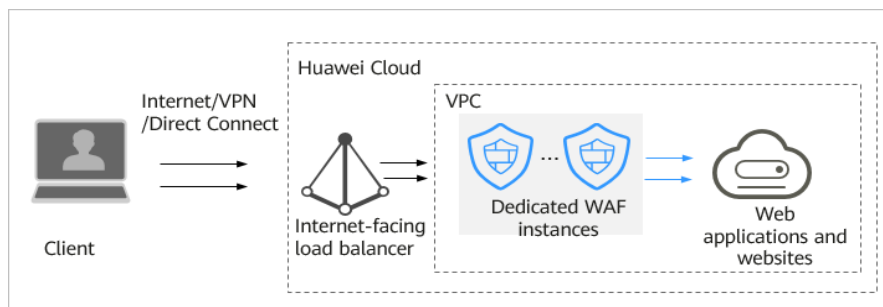 Huawei Cloud
Internet/VPN
/Direct Connect
VPC
...
Dedicated WAF
instances
Internet-facing
load balancer
Client
Web
applications and
websites